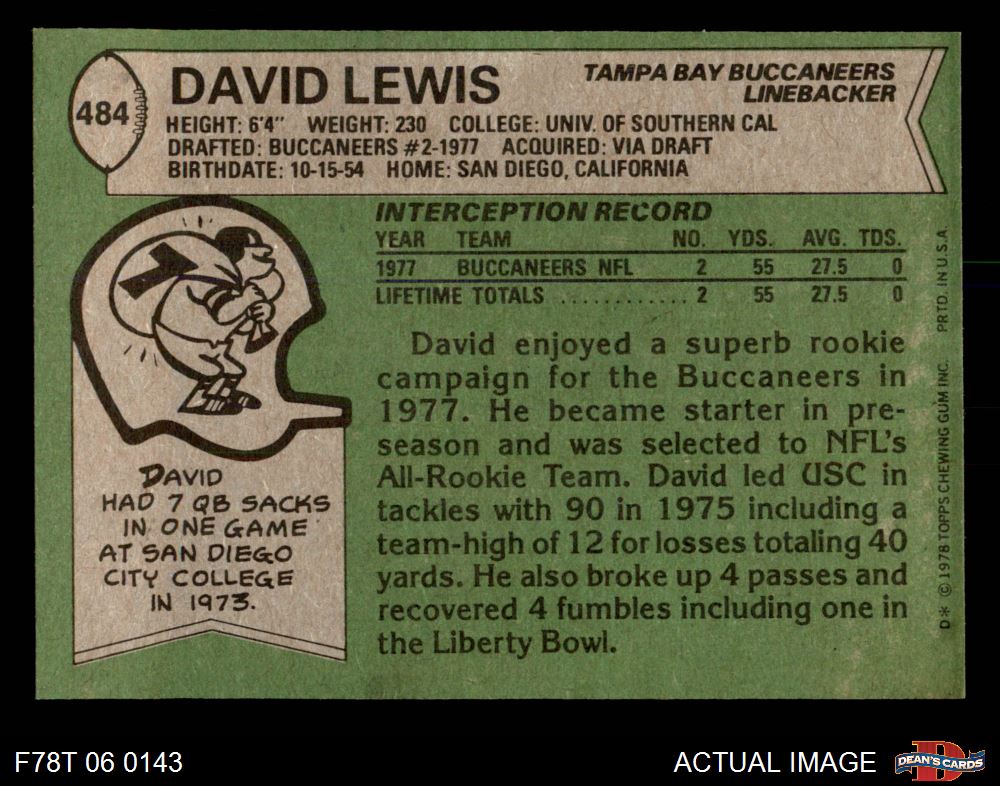 484
DAVID LEWIS
TAMPA BAY BUCCANEERS
LINEBACKER
HEIGHT: 6'4" WEIGHT: 230 COLLEGE: UNIV. OF SOUTHERN CAL
DRAFTED: BUCCANEERS #2-1977 ACQUIRED: VIA DRAFT
BIRTHDATE: 10-15-54 HOME: SAN DIEGO, CALIFORNIA
7
DAVID
HAD 7 QB SACKS
IN ONE GAME
AT SAN DIEGO
CITY COLLEGE
IN 1973.
INTERCEPTION RECORD
YEAR TEAM NO. YDS. AVG. TDS.
1977 BUCCANEERS NFL 2 55 27.5 0
LIFETIME TOTALS ............ 2 55 27.5 0
David enjoyed a superb rookie
campaign for the Buccaneers in
1977. He became starter in pre-
season and was selected to NFL's
All-Rookie Team. David led USC in
tackles with 90 in 1975 including a
team-high of 12 for losses totaling 40
yards. He also broke up 4 passes and
recovered 4 fumbles including one in
the Liberty Bowl.
D* © 1978 TOPPS CHEWING GUM INC. PRTD. IN U.S.A.
F78T 06 0143
ACTUAL IMAGE
D
DEAN'S CARDS